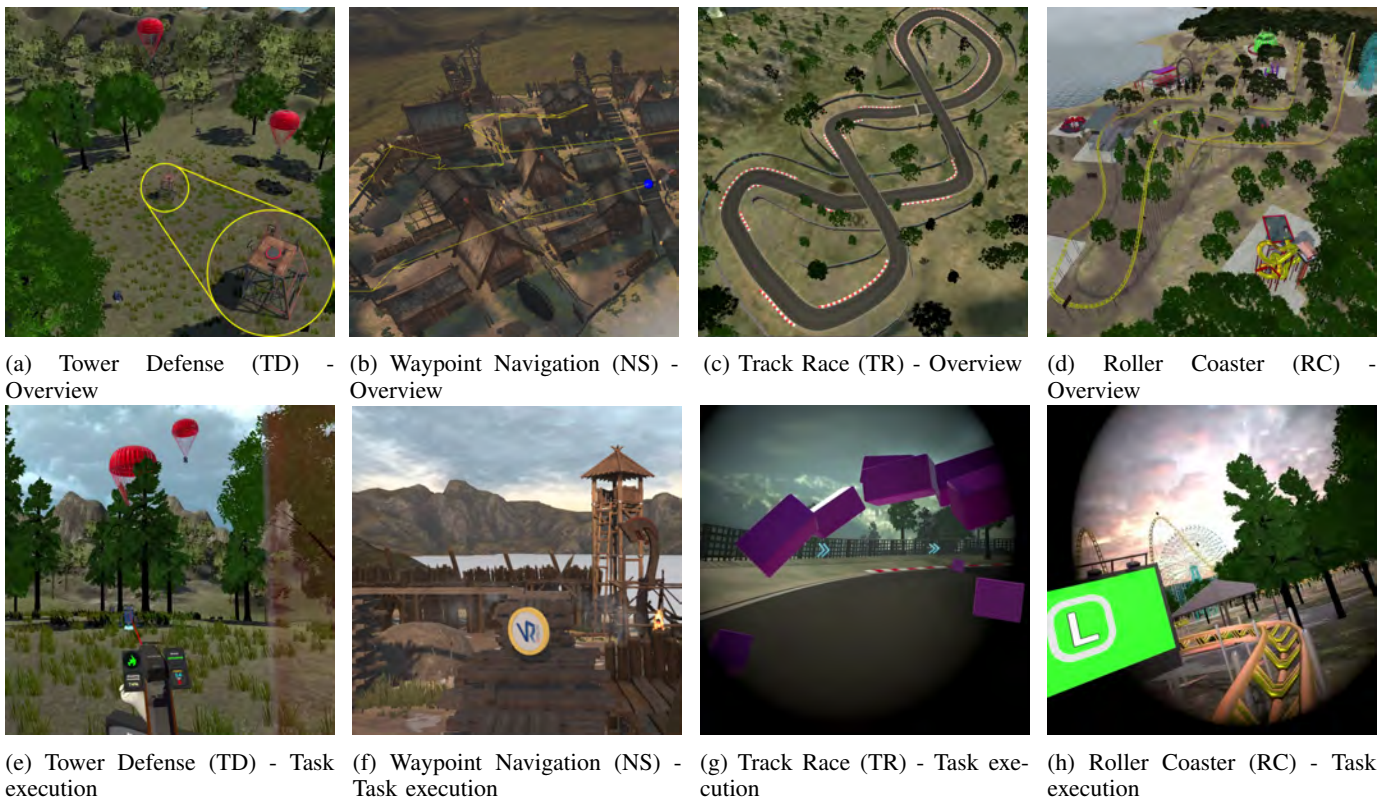 (a) Tower Defense (TD) -
Overview
(b) Waypoint Navigation (NS) -
Overview
(c) Track Race (TR) - Overview
(d) Roller Coaster (RC) -
Overview
VR
L
(e) Tower Defense (TD) - Task
execution
(f) Waypoint Navigation (NS) -
Task execution
(g) Track Race (TR) - Task exe-
cution
(h) Roller Coaster (RC) - Task
execution